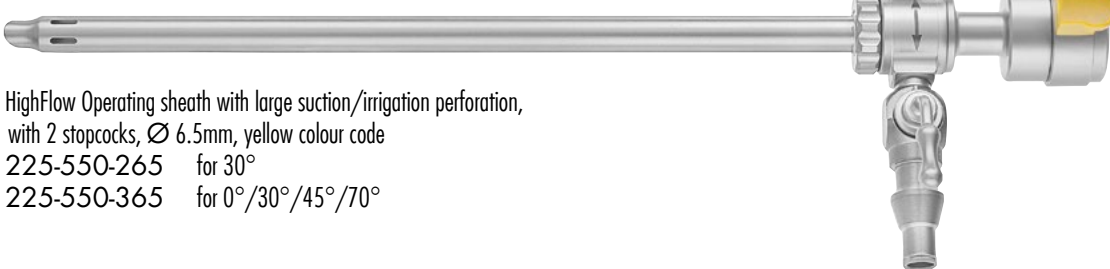 HighFlow Operating sheath with large suction/irrigation perforation,
with 2 stopcocks, Ø 6.5mm, yellow colour code
225-550-265 for 30°
225-550-365 for 0°/30°/45°/70°